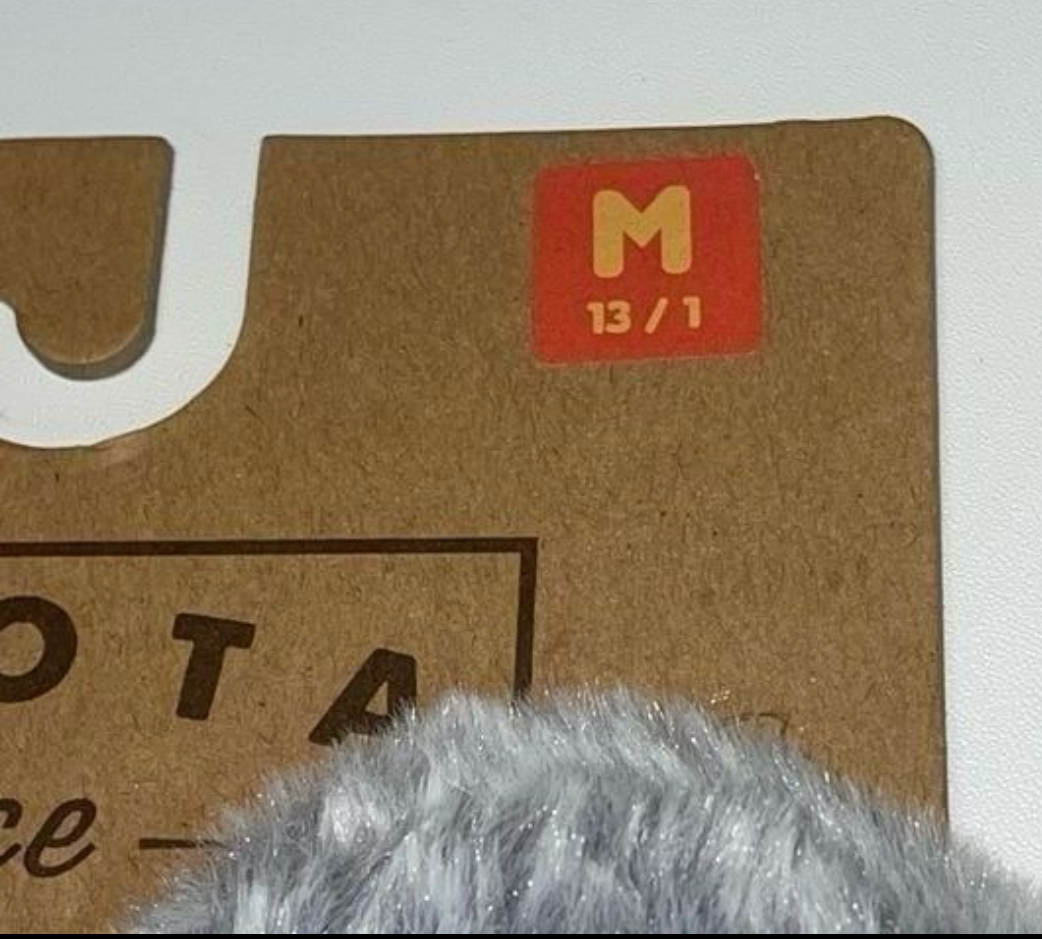 M
13 / 1
OTA
ce —